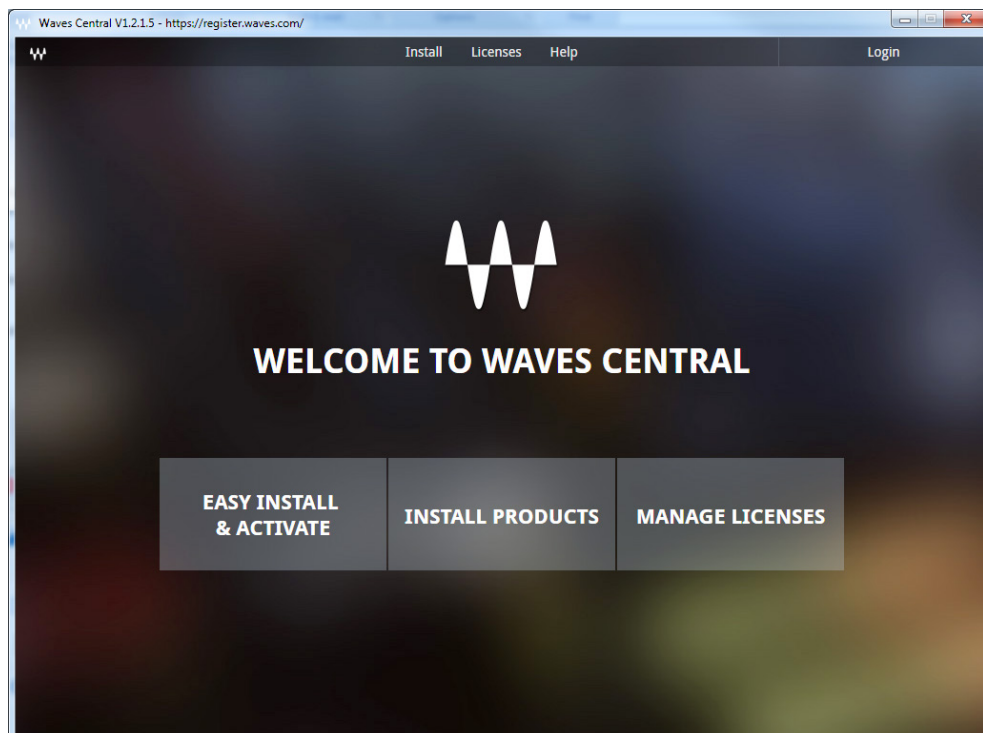 Waves Central V1.2.1.5 - https://register.waves.com/
Install Licenses Help Login
WELCOME TO WAVES CENTRAL
EASY INSTALL
& ACTIVATE
INSTALL PRODUCTS
MANAGE LICENSES